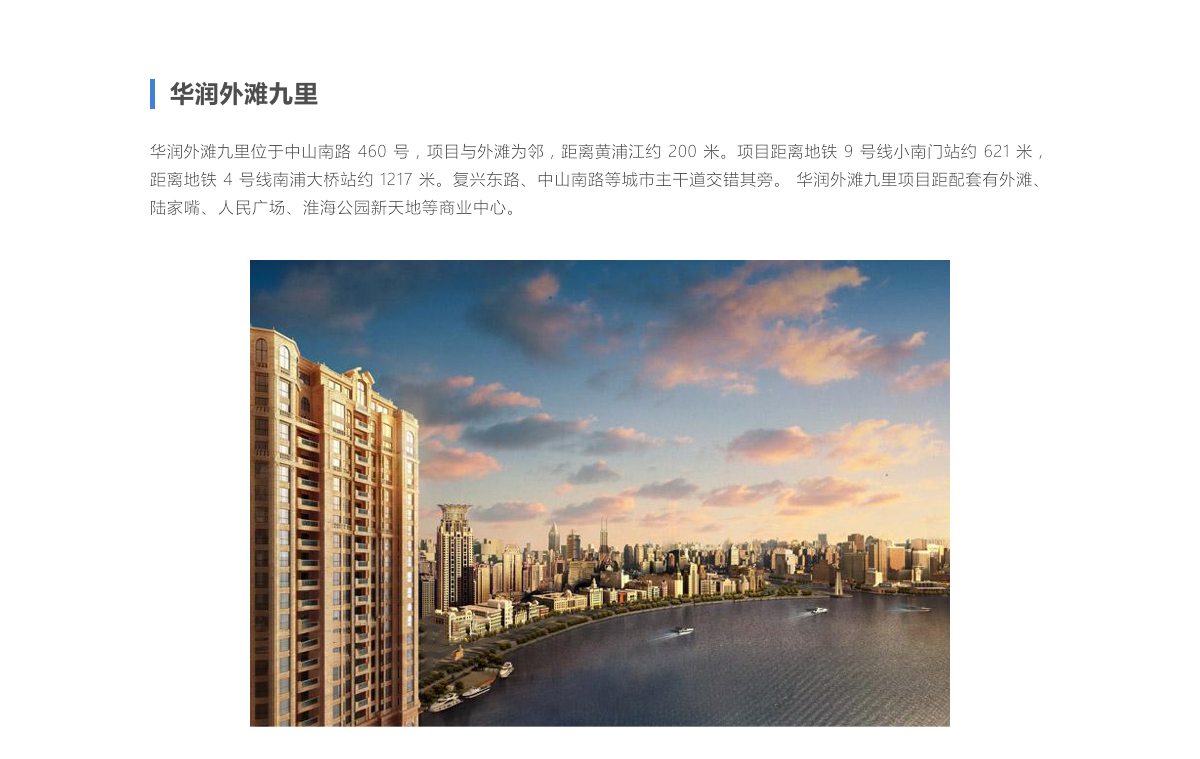 华润外滩九里
华润外滩九里位于中山南路 460 号，项目与外滩为邻，距离黄浦江约 200 米。项目距离地铁 9 号线小南门站约 621 米，
距离地铁 4 号线南浦大桥站约 1217 米。复兴东路、中山南路等城市主干道交错其旁。 华润外滩九里项目距配套有外滩、
陆家嘴、人民广场、淮海公园新天地等商业中心。